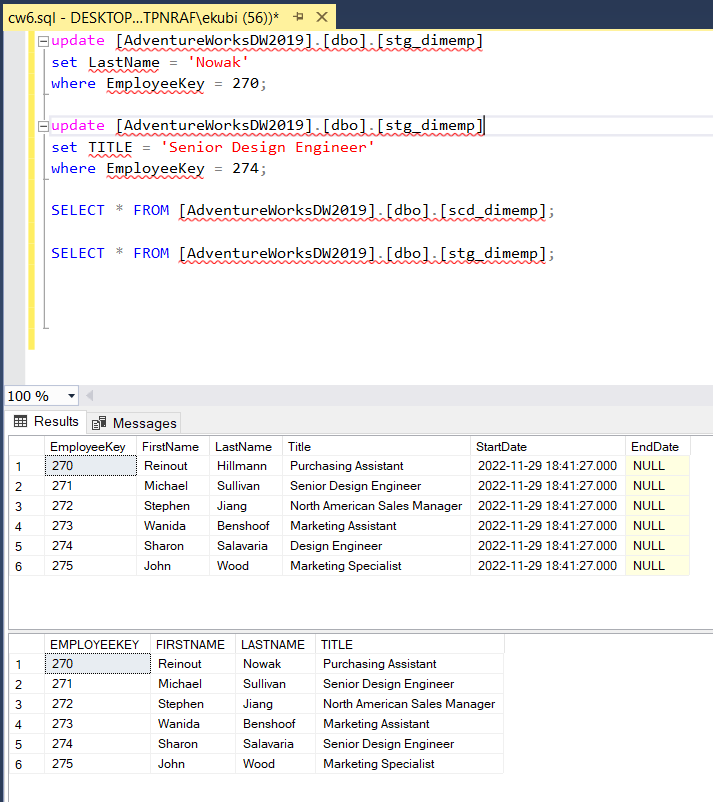 cw6.sql - DESKTOP...TPNRAF\ekubi (56))*
update [AdventureWorksDW2019].[dbo].[stg_dimemp]
set LastName = 'Nowak'
where EmployeeKey = 270;
update [AdventureWorksDW2019].[dbo].[stg_dimemp]
set TITLE = 'Senior Design Engineer'
where EmployeeKey = 274;
SELECT * FROM [AdventureWorksDW2019].[dbo].[scd_dimemp];
SELECT * FROM [AdventureWorksDW2019].[dbo].[stg_dimemp];
100 %
Results Messages
EmployeeKey FirstName LastName Title StartDate EndDate
1 270 Reinout Hillmann Purchasing Assistant 2022-11-29 18:41:27.000 NULL
2 271 Michael Sullivan Senior Design Engineer 2022-11-29 18:41:27.000 NULL
3 272 Stephen Jiang North American Sales Manager 2022-11-29 18:41:27.000 NULL
4 273 Wanida Benshoof Marketing Assistant 2022-11-29 18:41:27.000 NULL
5 274 Sharon Salavaria Design Engineer 2022-11-29 18:41:27.000 NULL
6 275 John Wood Marketing Specialist 2022-11-29 18:41:27.000 NULL
EMPLOYEEKEY FIRSTNAME LASTNAME TITLE
1 270 Reinout Nowak Purchasing Assistant
2 271 Michael Sullivan Senior Design Engineer
3 272 Stephen Jiang North American Sales Manager
4 273 Wanida Benshoof Marketing Assistant
5 274 Sharon Salavaria Senior Design Engineer
6 275 John Wood Marketing Specialist